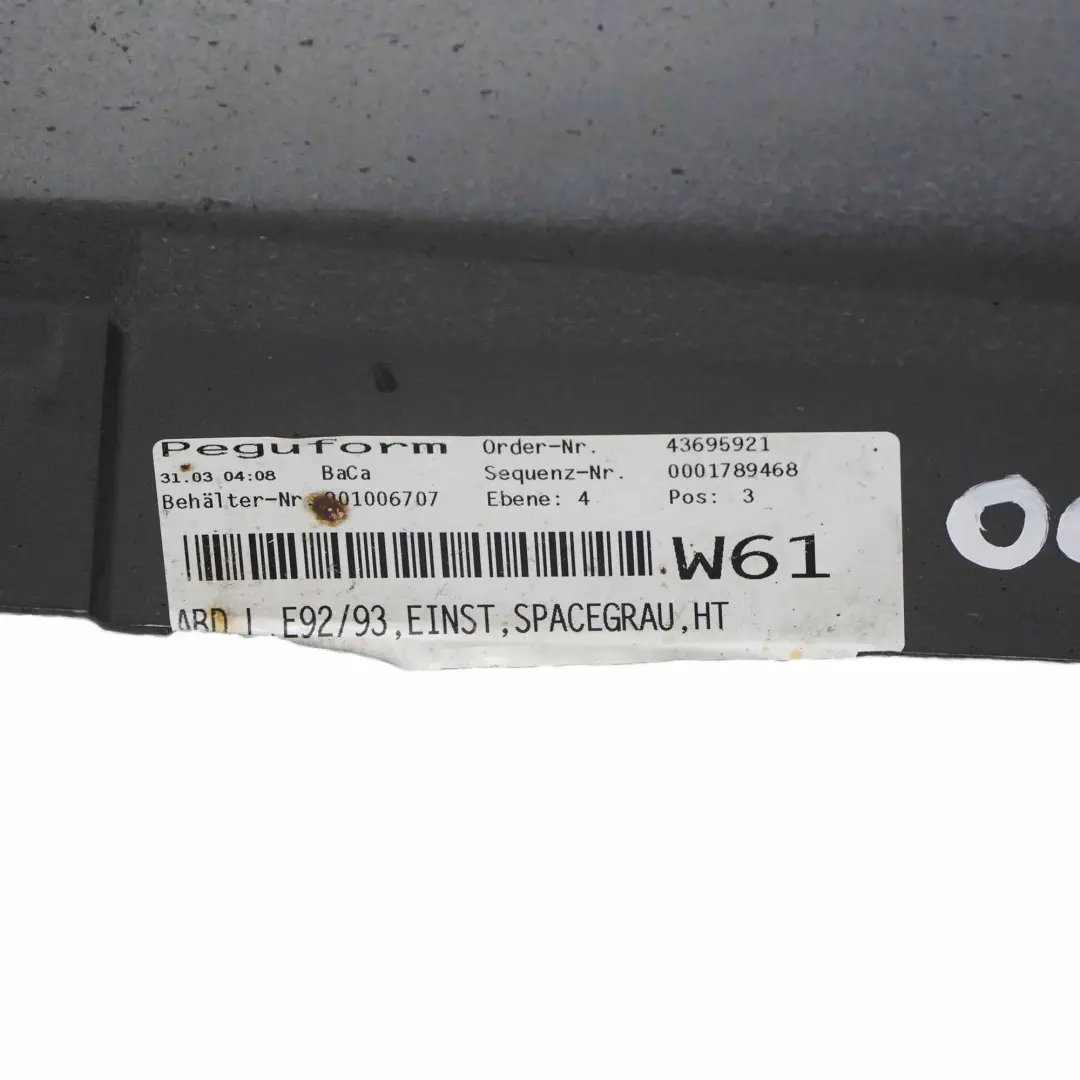 Peguform Order-Nr. 43695921
31.03 04:08 BaCa Sequenz-Nr. 0001789468
Behälter-Nr. 001006707 Ebene: 4 Pos: 3
W61
ABD L E92/93,EINST,SPACEGRAU,HT